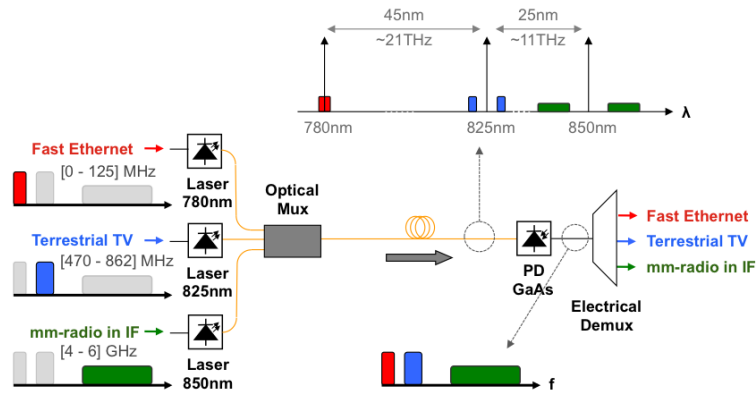 45nm
25nm
~21THz
~11THz
780nm
825nm
850nm
λ
Fast Ethernet
[0 - 125] MHz
Laser
780nm
Optical
Mux
Terrestrial TV
[470 - 862] MHz
Laser
825nm
PD
GaAs
Fast Ethernet
Terrestrial TV
mm-radio in IF
Electrical
Demux
mm-radio in IF
[4 - 6] GHz
Laser
850nm
f